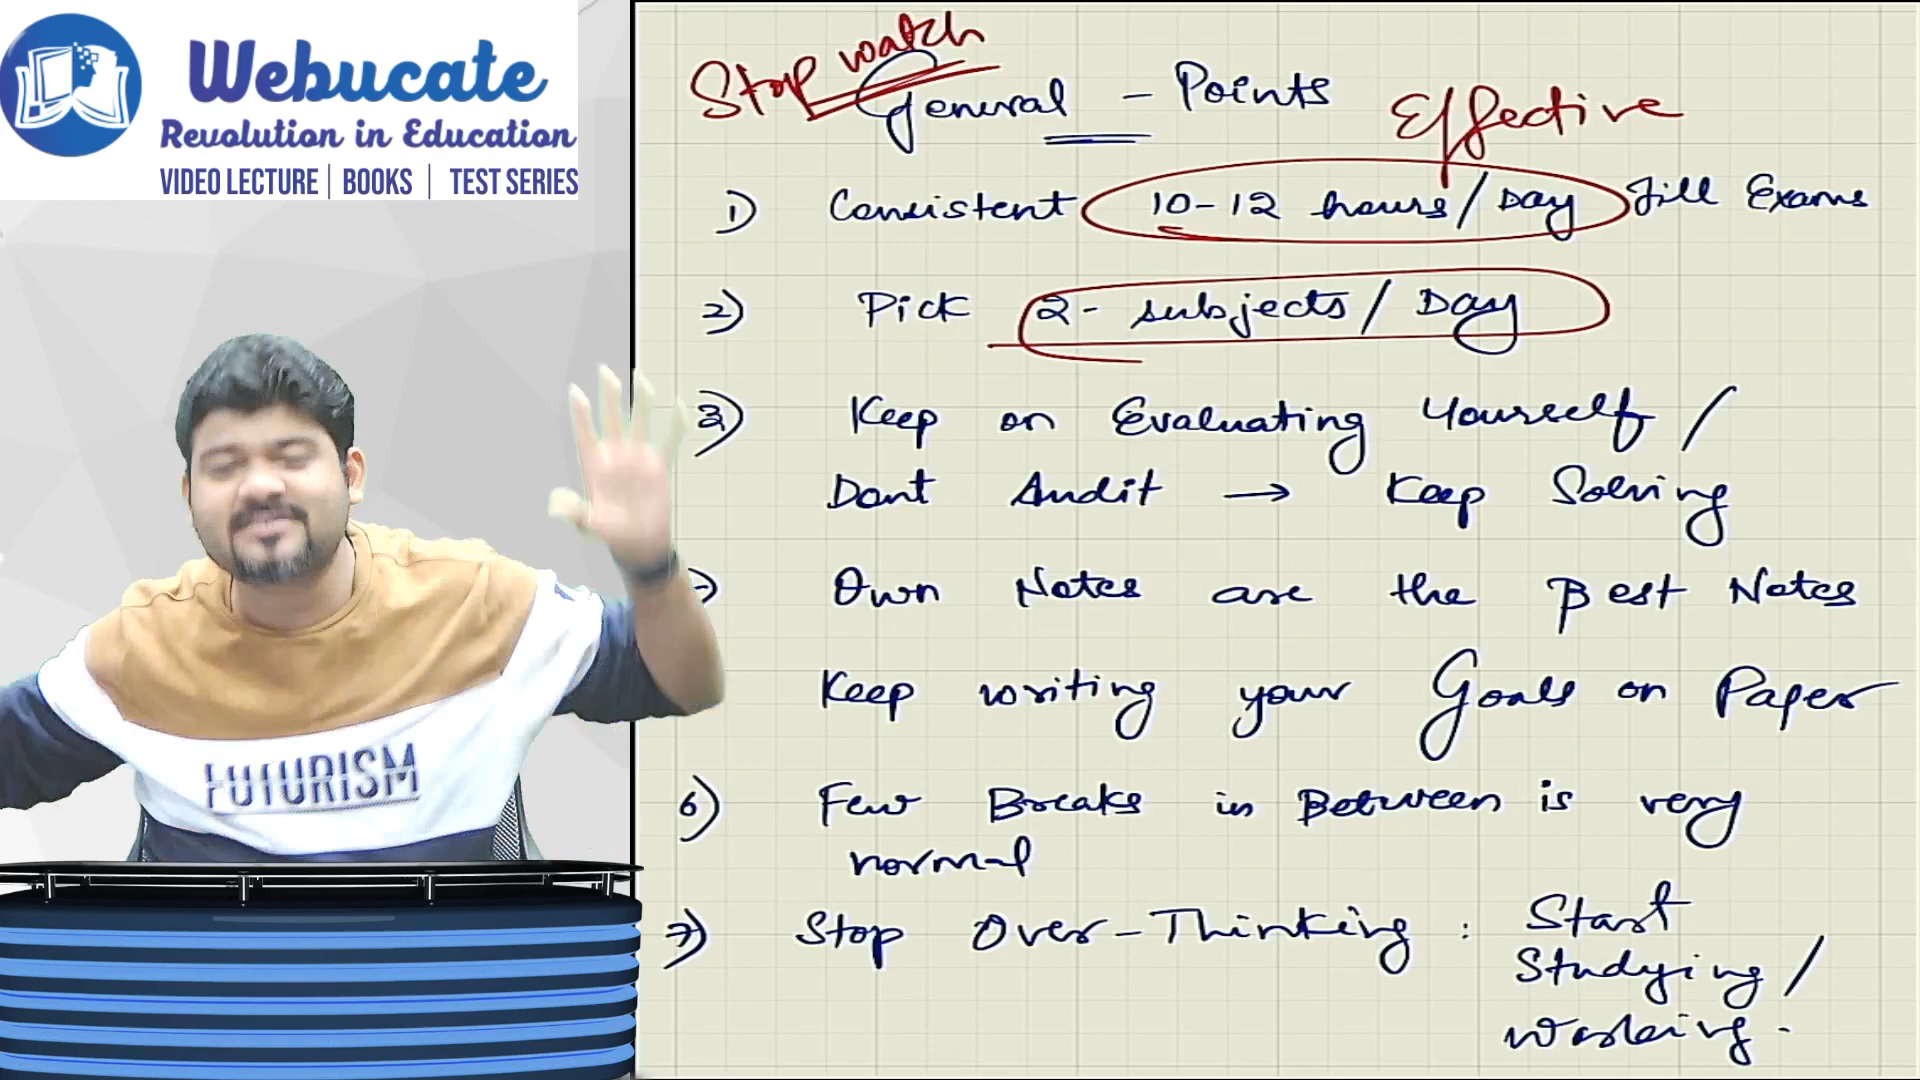 Webucate
Revolution in Education
VIDEO LECTURE | BOOKS | TEST SERIES
Stop watch
General - Points
Effective
1) Consistent 10-12 hours/Day Till Exams
2) Pick 2- subjects/ Day
3) Keep on Evaluating Yourself /
Dont Audit → Keep Solving
Own Notes are the Best Notes
Keep writing your Goals on Paper
6) Few Breaks in Between is very
normal
7) Stop Over-Thinking : Start
Studying /
Working.
FUTURISM